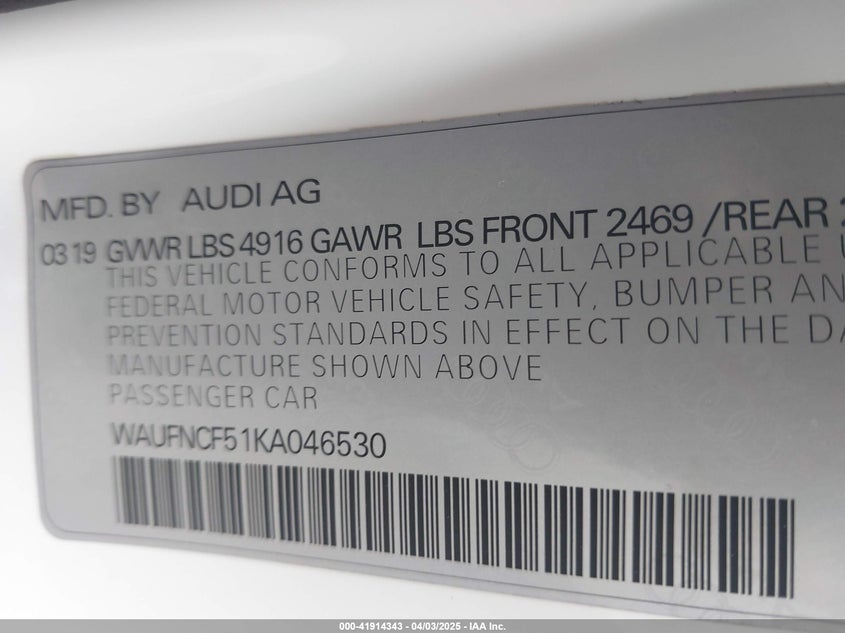 MFD. BY AUDI AG
03 19 GVWR LBS 4916 GAWR LBS FRONT 2469 /REAR 2
THIS VEHICLE CONFORMS TO ALL APPLICABLE U
FEDERAL MOTOR VEHICLE SAFETY, BUMPER AN
PREVENTION STANDARDS IN EFFECT ON THE DA
MANUFACTURE SHOWN ABOVE
PASSENGER CAR
WAUFNCF51KA046530
000-41914343 - 04/03/2025 - IAA Inc.